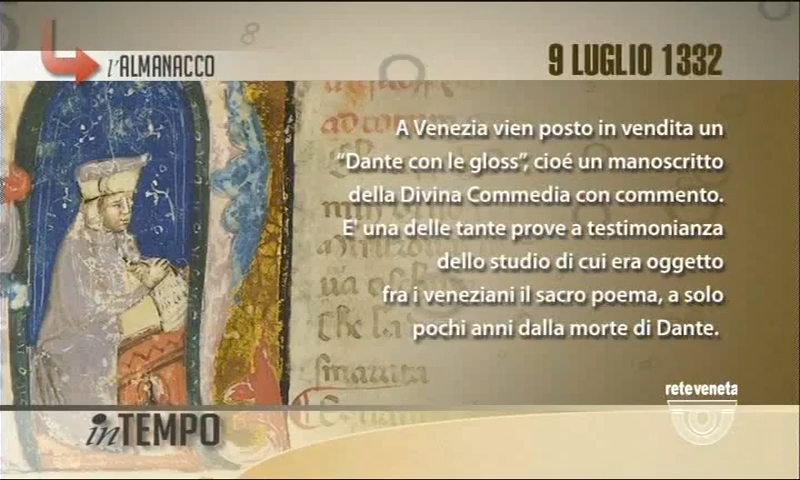 l'ALMANACCO
9 LUGLIO 1332
A Venezia vien posto in vendita un
“Dante con le gloss”, cioé un manoscritto
della Divina Commedia con commento.
E' una delle tante prove a testimonianza
dello studio di cui era oggetto
fra i veneziani il sacro poema, a solo
pochi anni dalla morte di Dante.
reteveneta
inTEMPO